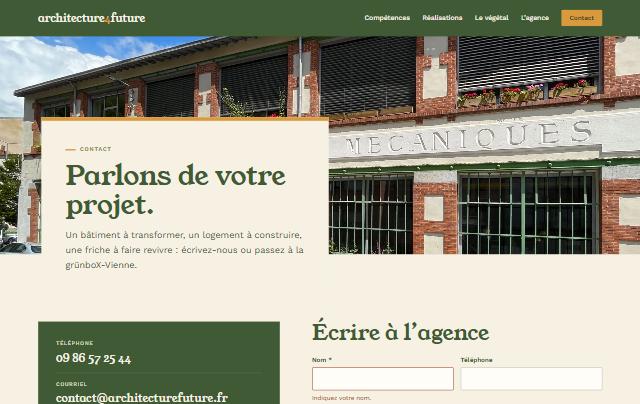 architecture4future
Compétences Réalisations Le végétal L'agence Contact
MECANIQUES
CONTACT
Parlons de votre
projet.
Un bâtiment à transformer, un logement à construire,
une friche à faire revivre : écrivez-nous ou passez à la
grünboX-Vienne.
TÉLÉPHONE
09 86 57 25 44
COURRIEL
contact@architecturefuture.fr
Écrire à l'agence
Nom * Téléphone
Indiquez votre nom.